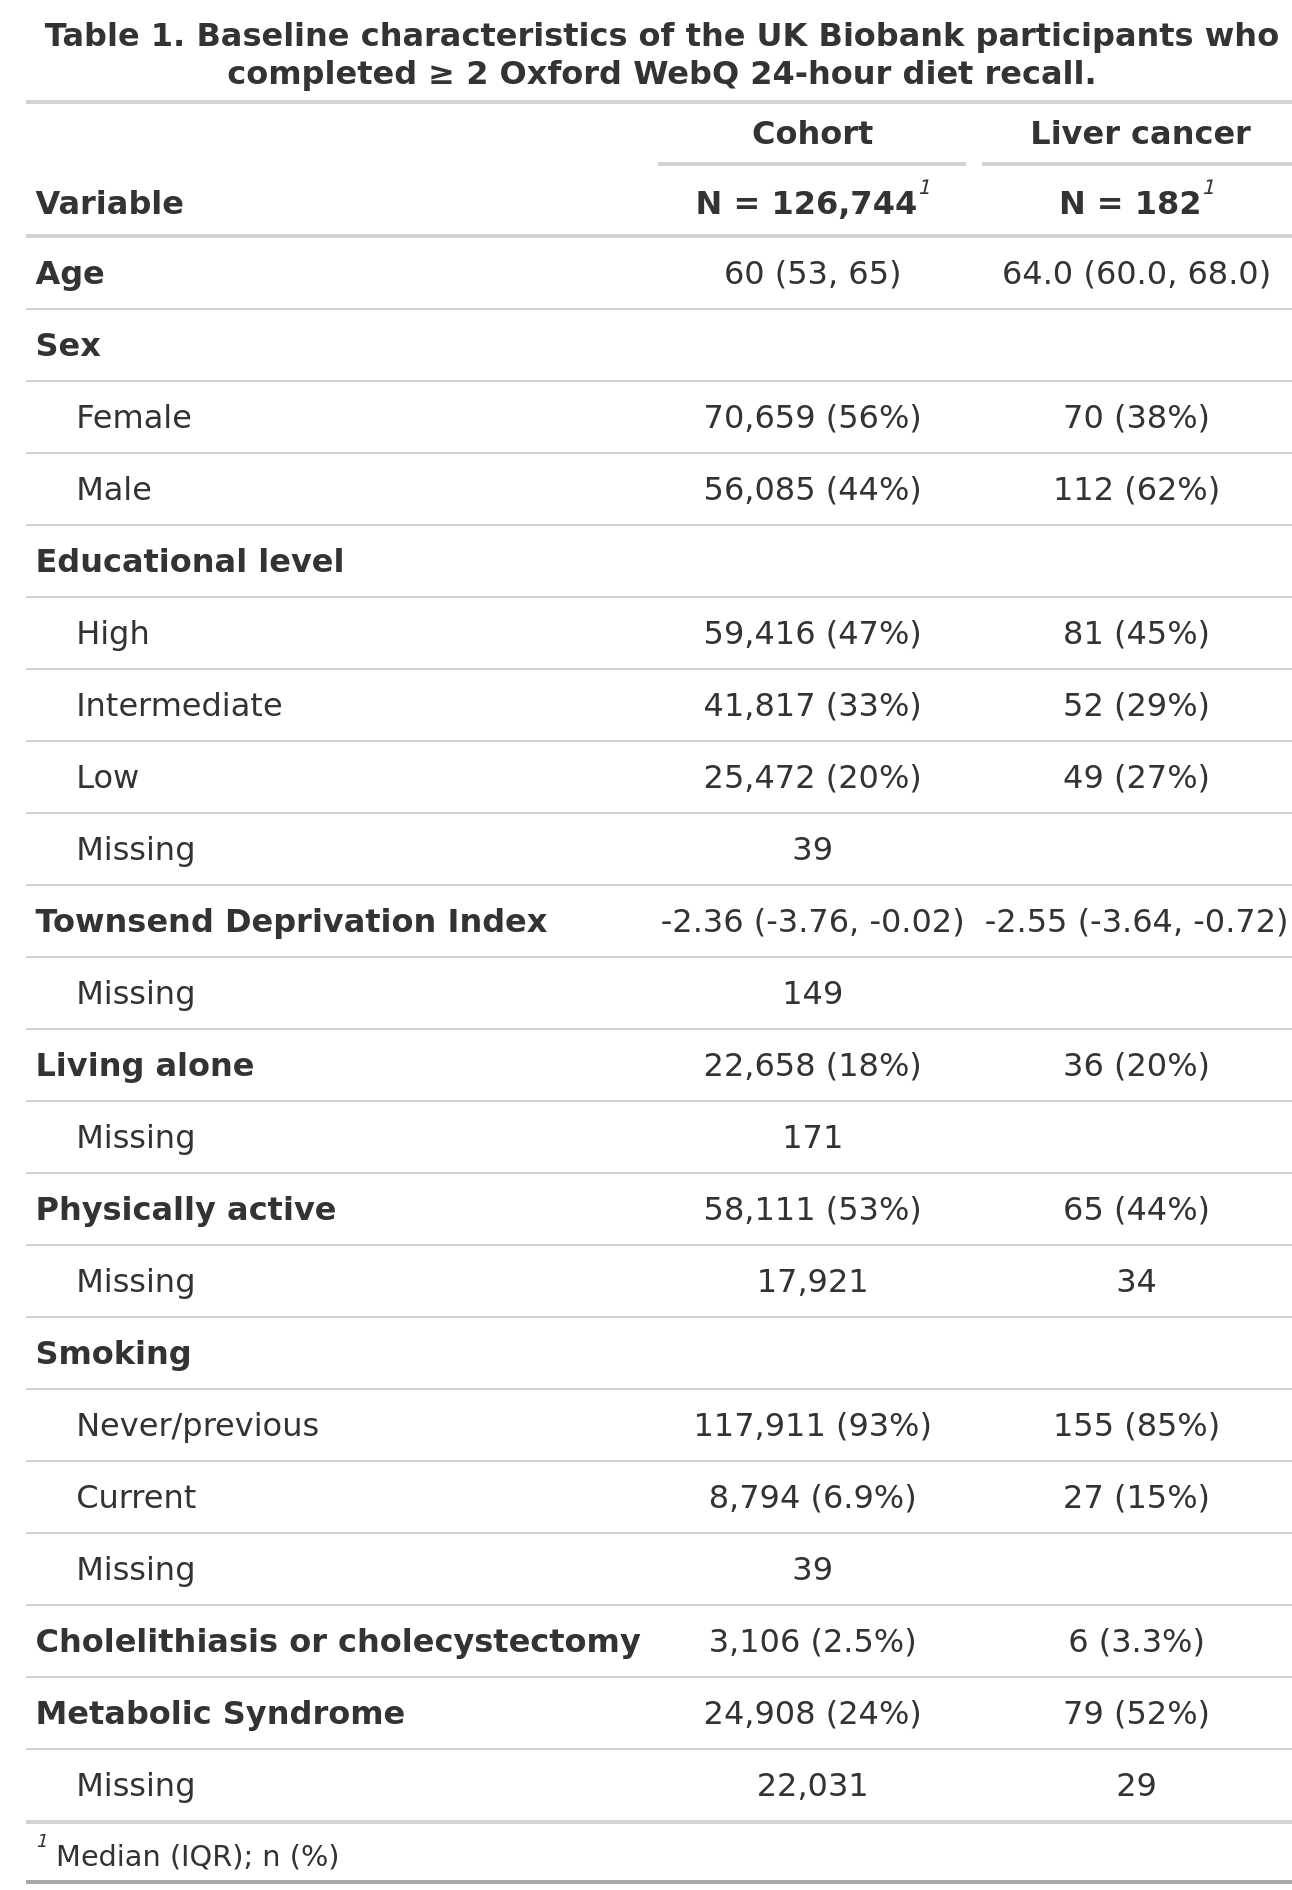 Table 1. Baseline characteristics of the UK Biobank participants who
completed ≥ 2 Oxford WebQ 24-hour diet recall.
Cohort Liver cancer
Variable N = 126,744¹ N = 182¹
Age 60 (53, 65) 64.0 (60.0, 68.0)
Sex
Female 70,659 (56%) 70 (38%)
Male 56,085 (44%) 112 (62%)
Educational level
High 59,416 (47%) 81 (45%)
Intermediate 41,817 (33%) 52 (29%)
Low 25,472 (20%) 49 (27%)
Missing 39
Townsend Deprivation Index -2.36 (-3.76, -0.02) -2.55 (-3.64, -0.72)
Missing 149
Living alone 22,658 (18%) 36 (20%)
Missing 171
Physically active 58,111 (53%) 65 (44%)
Missing 17,921 34
Smoking
Never/previous 117,911 (93%) 155 (85%)
Current 8,794 (6.9%) 27 (15%)
Missing 39
Cholelithiasis or cholecystectomy 3,106 (2.5%) 6 (3.3%)
Metabolic Syndrome 24,908 (24%) 79 (52%)
Missing 22,031 29
¹ Median (IQR); n (%)